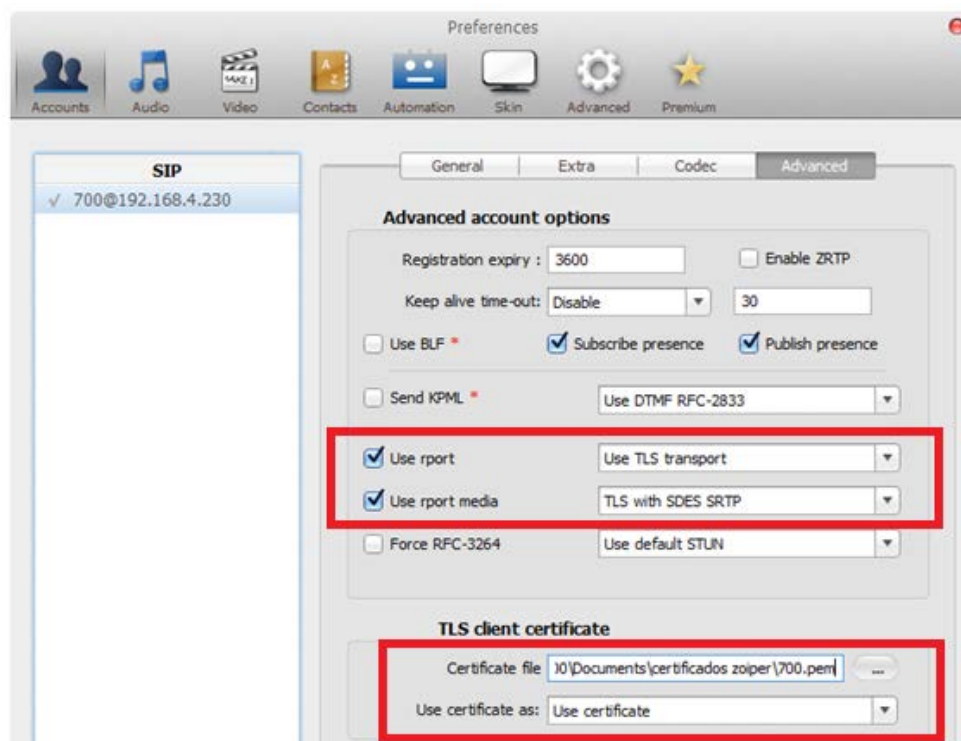 Preferences
Accounts Audio Video Contacts Automation Skin Advanced Premium
SIP
700@192.168.4.230
General Extra Codec Advanced
Advanced account options
Registration expiry : 3600 Enable ZRTP
Keep alive time-out: Disable 30
Use BLF * Subscribe presence Publish presence
Send KPML * Use DTMF RFC-2833
Use rport Use TLS transport
Use rport media TLS with SDES SRTP
Force RFC-3264 Use default STUN
TLS client certificate
Certificate file 00\Documents\certificados zoiper\700.pem ...
Use certificate as: Use certificate